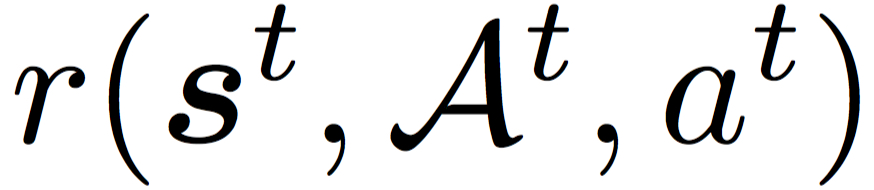 r(s^t, 𝒜^t, a^t)